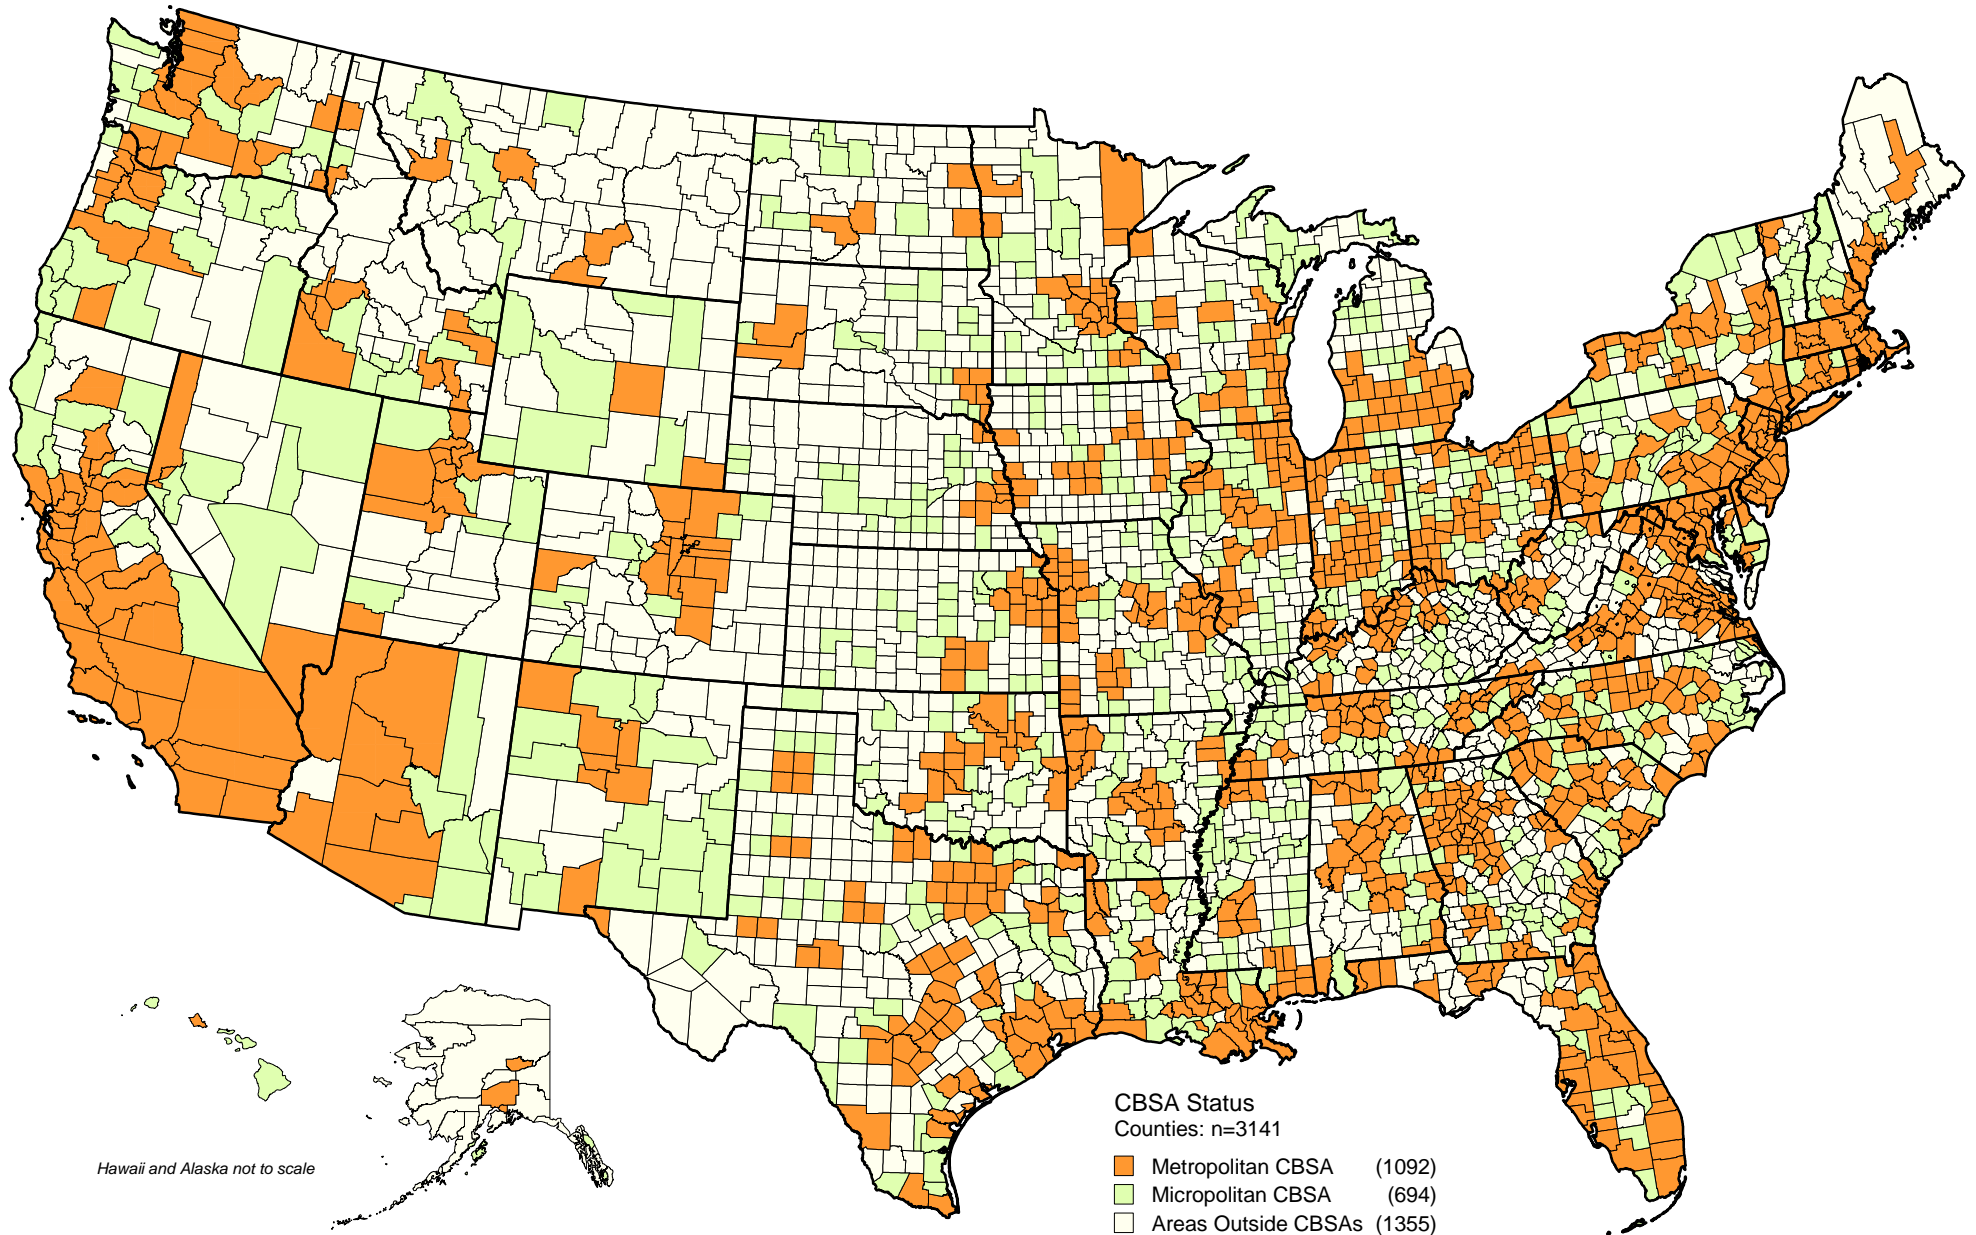 CBSA Status
Counties: n=3141
Metropolitan CBSA (1092)
Micropolitan CBSA (694)
Areas Outside CBSAs (1355)
Hawaii and Alaska not to scale